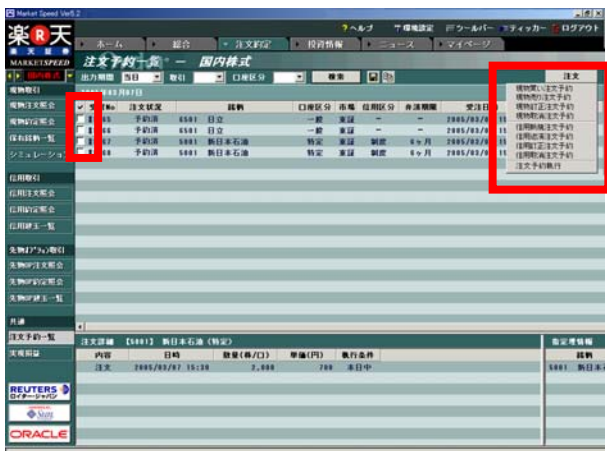 Market Speed Ver5.2
楽R天
楽天証券
MARKETSPEED
?ヘルプ 環境設定 ツールバー ティッカー ログアウト
ホーム 総合 注文約定 投資情報 ニュース マイページ
国内株式
注文予約一覧 － 国内株式
出力期間 当日 取引 口座区分 検索
注文
現物取引
現物注文照会
現物約定照会
保有銘柄一覧
シミュレーション
信用取引
信用注文照会
信用約定照会
信用建玉一覧
先物オプション取引
先物OP注文照会
先物OP約定照会
先物OP建玉一覧
共通
注文予約一覧
実現損益
REUTERS
ロイター・ジャパン
Sun
ORACLE
注文状況 銘柄 口座区分 市場 信用区分 弁済期限
予約済 6501 日立 一般 東証 － －
予約済 6501 日立 一般 東証 － －
予約済 5001 新日本石油 特定 東証 制度 6ヶ月
予約済 5001 新日本石油 特定 東証 制度 6ヶ月
現物買い注文予約
現物売り注文予約
現物訂正注文予約
現物取消注文予約
信用新規注文予約
信用返済注文予約
信用訂正注文予約
信用取消注文予約
注文予約執行
注文詳細 【5001】 新日本石油 (特定)
内容 日時 数量(株/口) 単価(円) 執行条件
注文 2005/03/07 15:30 2,000 700 本日中
銘柄
5001 新日本